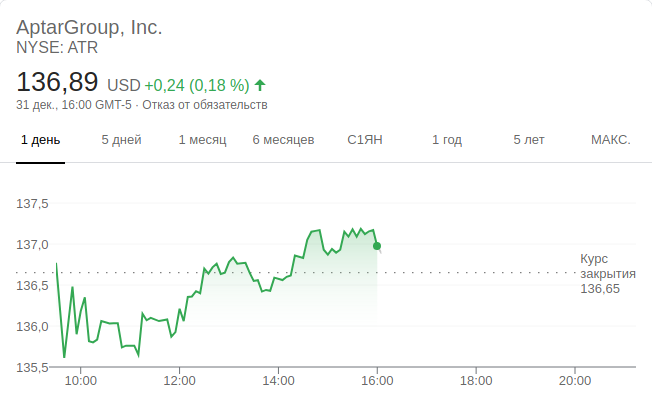 AptarGroup, Inc.
NYSE: ATR
136,89 USD +0,24 (0,18 %)
31 дек., 16:00 GMT-5 · Отказ от обязательств
1 день 5 дней 1 месяц 6 месяцев С1ЯН 1 год 5 лет МАКС.
137,5
137,0
Курс
закрытия
136,5
136,65
136,0
135,5
10:00 12:00 14:00 16:00 18:00 20:00